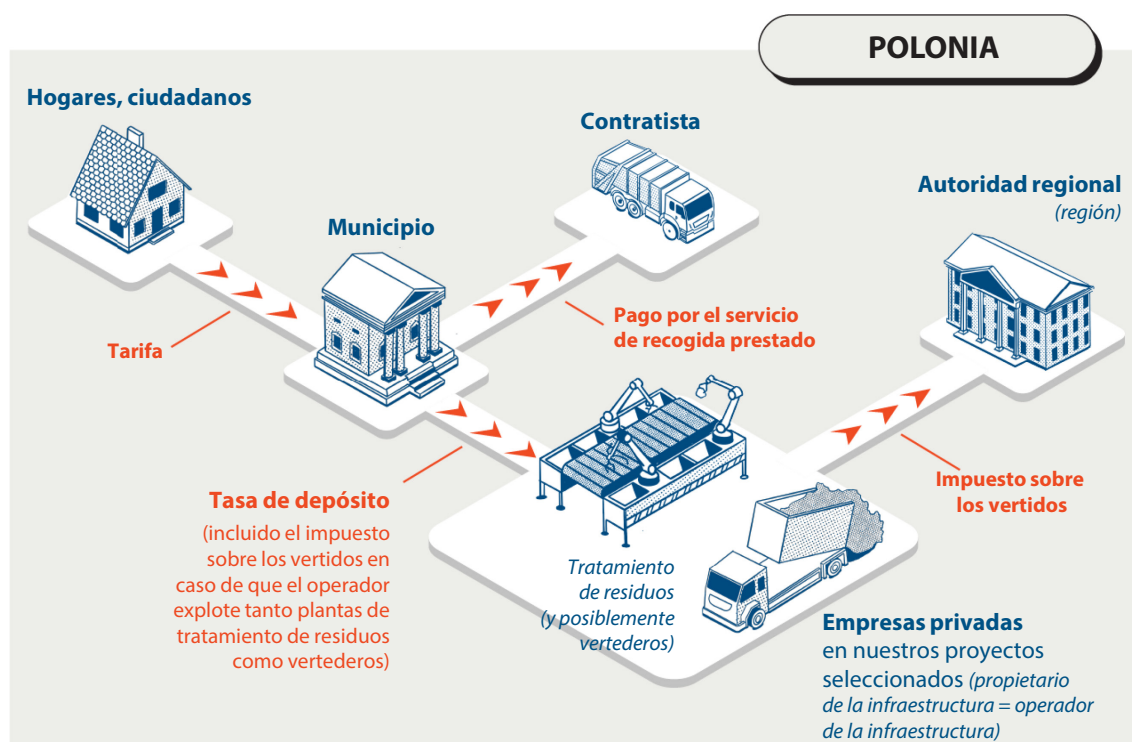 POLONIA
Hogares, ciudadanos
Contratista
Autoridad regional
(región)
Municipio
Tarifa
Pago por el servicio
de recogida prestado
Tasa de depósito
(incluido el impuesto
sobre los vertidos en
caso de que el operador
explote tanto plantas de
tratamiento de residuos
como vertederos)
Impuesto sobre
los vertidos
Tratamiento
de residuos
(y posiblemente
vertederos)
Empresas privadas
en nuestros proyectos
seleccionados (propietario
de la infraestructura = operador
de la infraestructura)